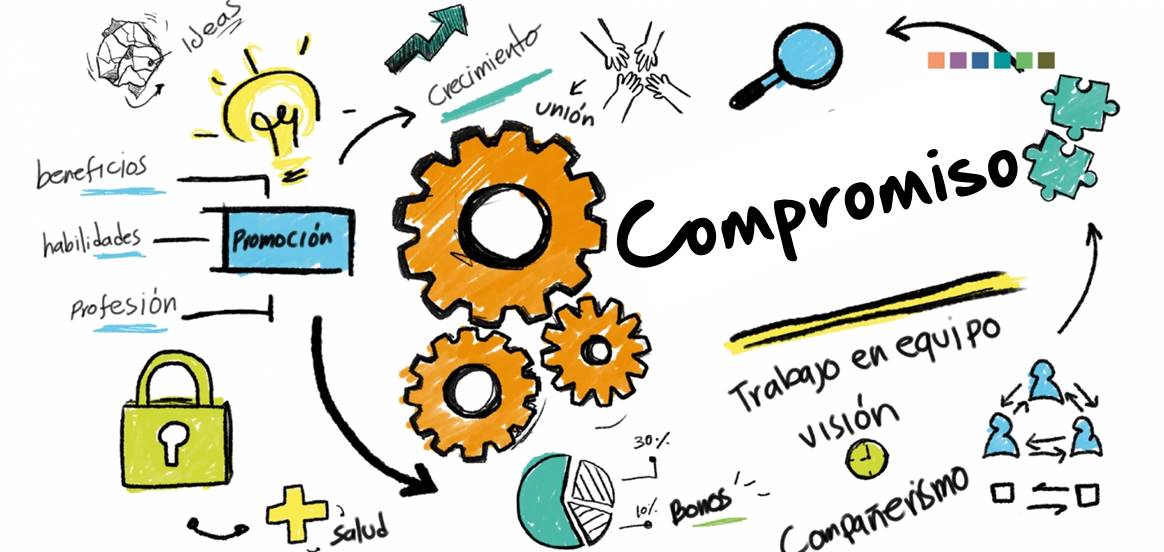 Ideas
Crecimiento
unión
beneficios
Compromiso
habilidades
Promoción
Profesión
Trabajo en equipo
visión
30%
10%
Bonos
Salud
Compañerismo